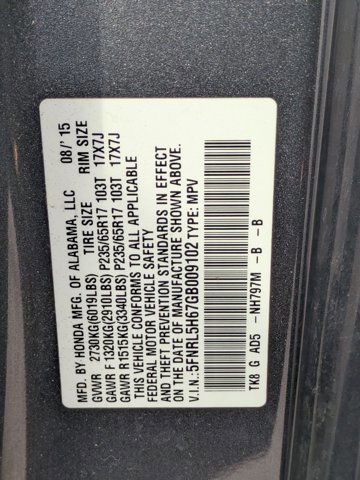 MFD. BY HONDA MFG. OF ALABAMA, LLC 08/'15
GVWR 2730KG(6019LBS) TIRE SIZE RIM SIZE
GAWR F 1320KG(2910LBS) P235/65R17 103T 17X7J
GAWR R1515KG(3340LBS) P235/65R17 103T 17X7J
THIS VEHICLE CONFORMS TO ALL APPLICABLE
FEDERAL MOTOR VEHICLE SAFETY
AND THEFT PREVENTION STANDARDS IN EFFECT
ON THE DATE OF MANUFACTURE SHOWN ABOVE.
V.I.N.: 5FNRL5H67GB009102 TYPE: MPV
TK8 G AD5 -NH797M -B -B